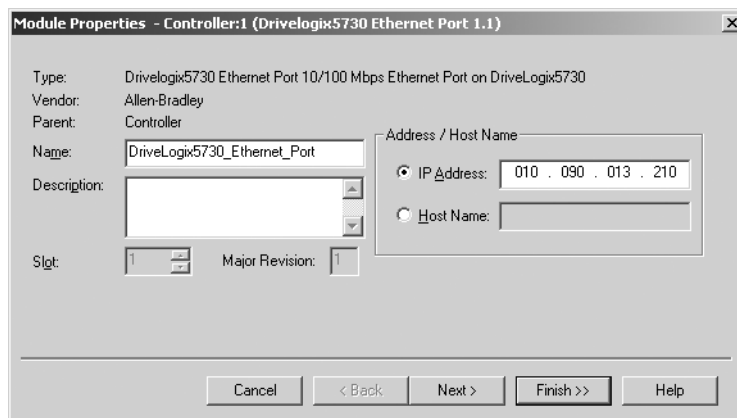 Module Properties - Controller:1 (Drivelogix5730 Ethernet Port 1.1)
Type: Drivelogix5730 Ethernet Port 10/100 Mbps Ethernet Port on DriveLogix5730
Vendor: Allen-Bradley
Parent: Controller
Name: DriveLogix5730_Ethernet_Port
Description:
Address / Host Name
IP Address: 010 . 090 . 013 . 210
Host Name:
Slot: 1 Major Revision: 1
Cancel < Back Next > Finish >> Help